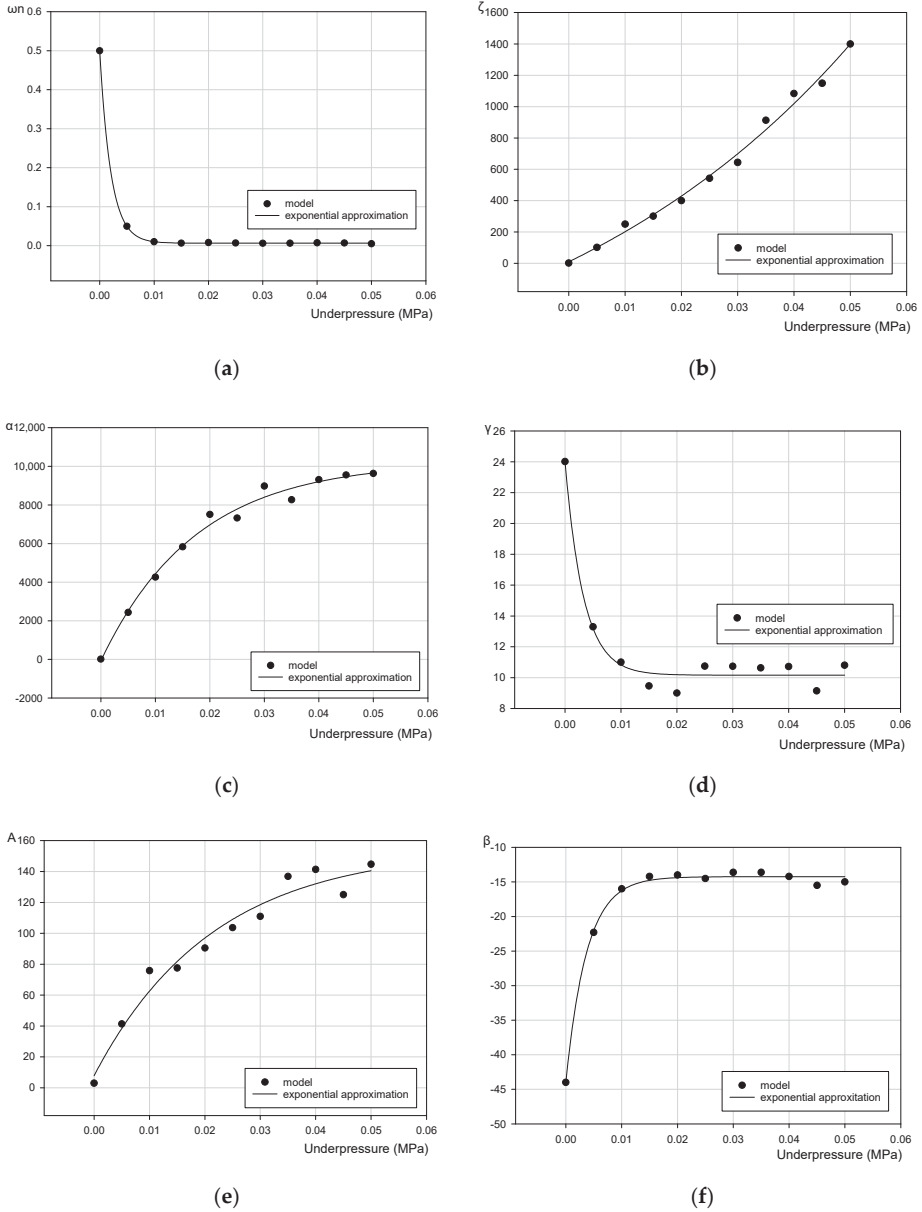 ωn
0.6
0.5
0.4
0.3
0.2
0.1
0.0
model
exponential approximation
0.00 0.01 0.02 0.03 0.04 0.05 0.06
Underpressure (MPa)
(a)
ζ
1600
1400
1200
1000
800
600
400
200
0
model
exponential approximation
0.00 0.01 0.02 0.03 0.04 0.05 0.06
Underpressure (MPa)
(b)
α
12,000
10,000
8000
6000
4000
2000
0
-2000
model
exponential approximation
0.00 0.01 0.02 0.03 0.04 0.05 0.06
Underpressure (MPa)
(c)
γ
26
24
22
20
18
16
14
12
10
8
model
exponential approximation
0.00 0.01 0.02 0.03 0.04 0.05 0.06
Underpressure (MPa)
(d)
A
160
140
120
100
80
60
40
20
0
model
exponential approximation
0.00 0.01 0.02 0.03 0.04 0.05 0.06
Underpressure (MPa)
(e)
β
-10
-15
-20
-25
-30
-35
-40
-45
-50
model
exponential approxitation
0.00 0.01 0.02 0.03 0.04 0.05 0.06
Underpressure (MPa)
(f)